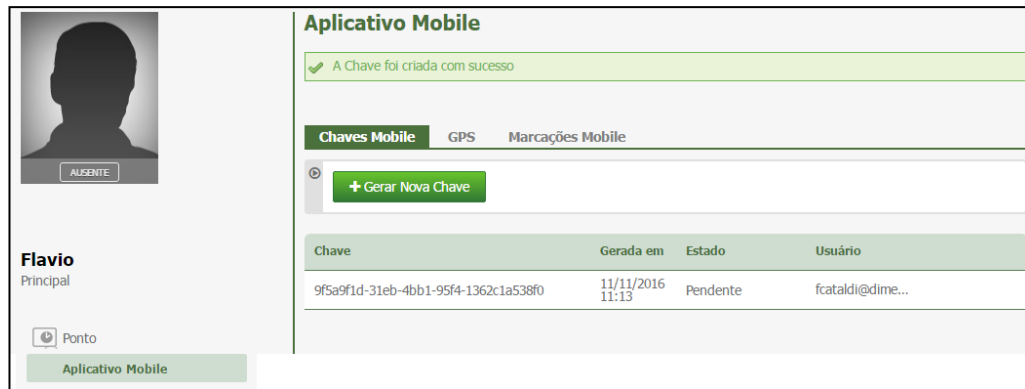 Aplicativo Mobile
A Chave foi criada com sucesso
Chaves Mobile GPS Marcações Mobile
AUSENTE
+ Gerar Nova Chave
Chave Gerada em Estado Usuário
9f5a9f1d-31eb-4bb1-95f4-1362c1a538f0 11/11/2016 11:13 Pendente fcataldi@dime...
Flavio
Principal
Ponto
Aplicativo Mobile